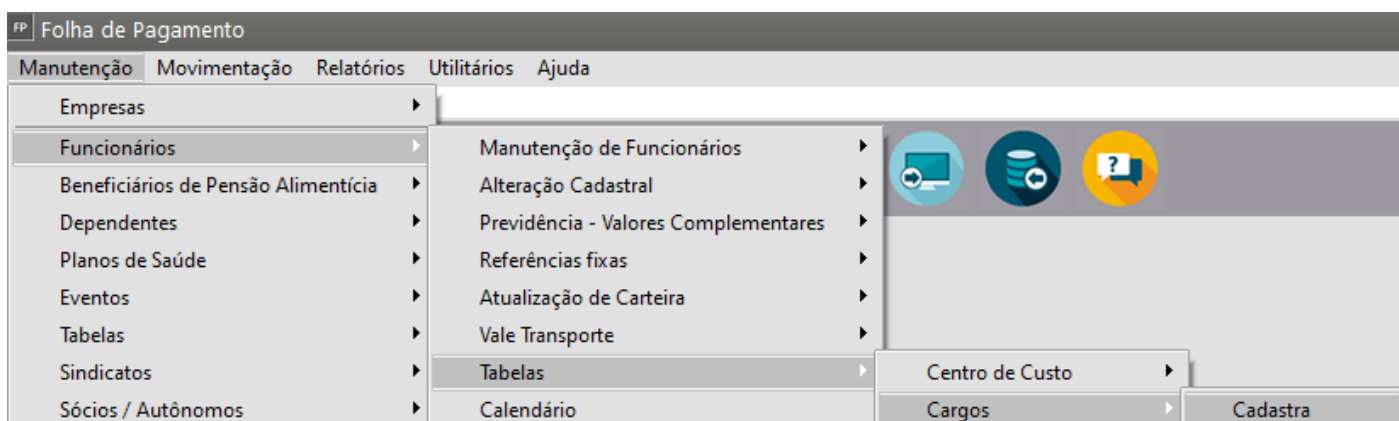 FP Folha de Pagamento
Manutenção Movimentação Relatórios Utilitários Ajuda
Empresas
Funcionários
Beneficiários de Pensão Alimentícia
Dependentes
Planos de Saúde
Eventos
Tabelas
Sindicatos
Sócios / Autônomos
Manutenção de Funcionários
Alteração Cadastral
Previdência - Valores Complementares
Referências fixas
Atualização de Carteira
Vale Transporte
Tabelas
Calendário
Centro de Custo
Cargos
Cadastra
?